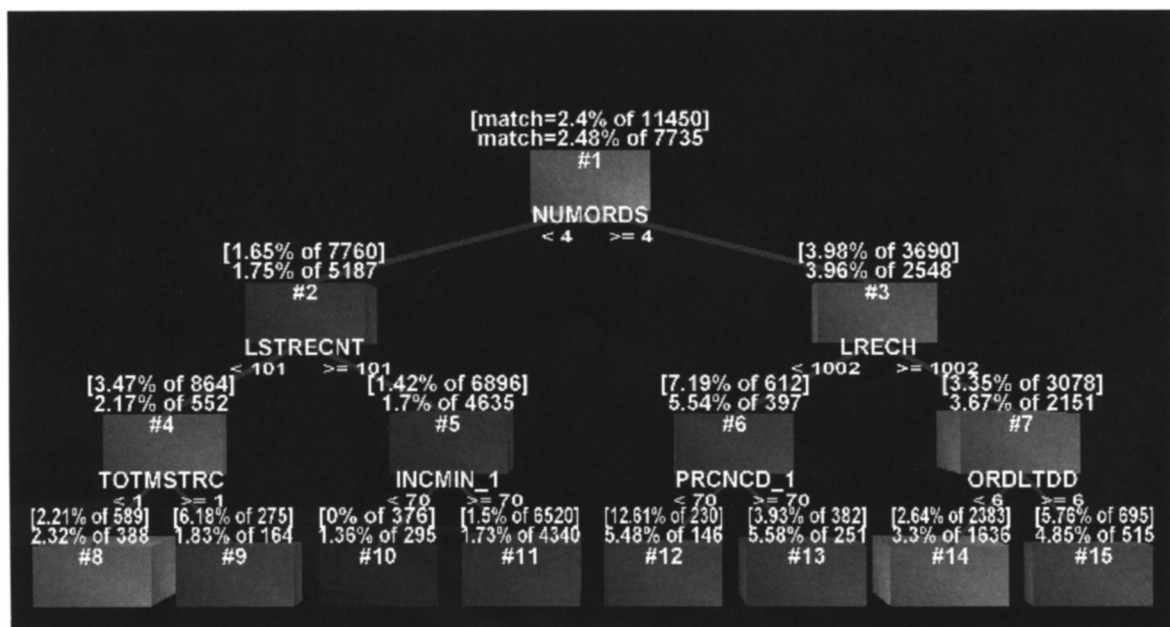 [match=2.4% of 11450]
match=2.48% of 7735
#1
NUMORDS
< 4 >= 4
[1.65% of 7760]
1.75% of 5187
#2
[3.98% of 3690]
3.96% of 2548
#3
LSTRECNT
< 101 >= 101
LRECH
< 1002 >= 1002
[3.47% of 864]
2.17% of 552
#4
[1.42% of 6896]
1.7% of 4635
#5
[7.19% of 612]
5.54% of 397
#6
[3.35% of 3078]
3.67% of 2151
#7
TOTMSTRC
< 1 >= 1
INCMIN_1
< 70 >= 70
PRCNCD_1
< 70 >= 70
ORDLTDD
< 6 >= 6
[2.21% of 589]
2.32% of 388
#8
[6.18% of 275]
1.83% of 164
#9
[0% of 376]
1.36% of 295
#10
[1.5% of 6520]
1.73% of 4340
#11
[12.61% of 230]
5.48% of 146
#12
[3.93% of 382]
5.58% of 251
#13
[2.64% of 2383]
3.3% of 1636
#14
[5.76% of 695]
4.85% of 515
#15